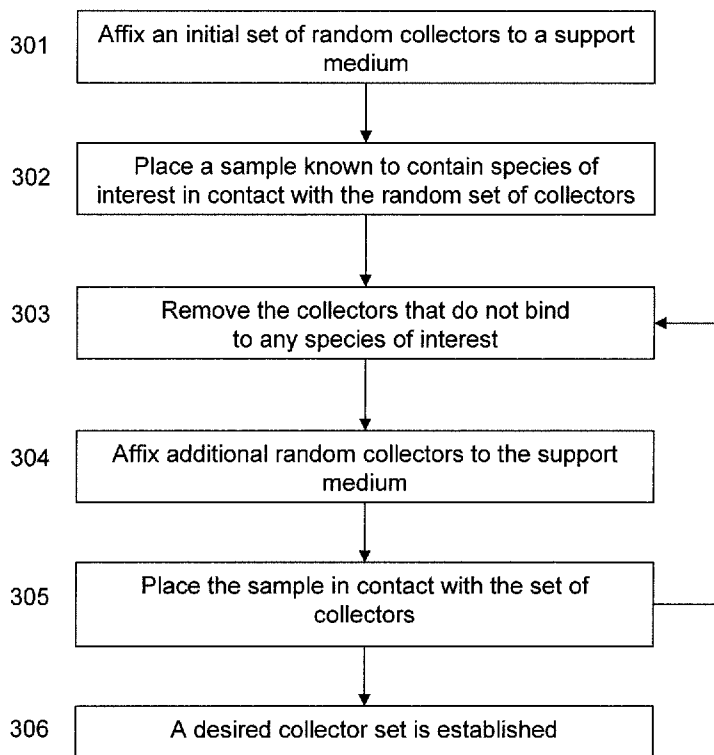 301
Affix an initial set of random collectors to a support
medium
302
Place a sample known to contain species of
interest in contact with the random set of collectors
303
Remove the collectors that do not bind
to any species of interest
304
Affix additional random collectors to the support
medium
305
Place the sample in contact with the set of
collectors
306
A desired collector set is established